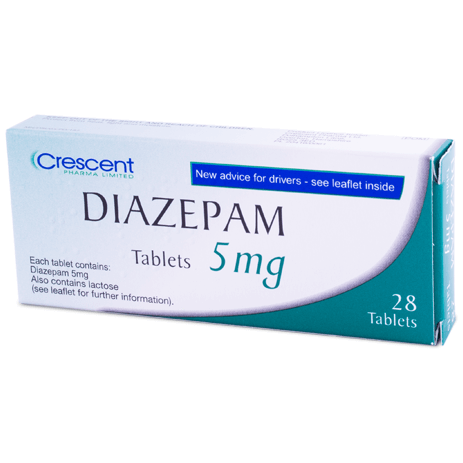 Crescent
PHARMA LIMITED
New advice for drivers - see leaflet inside
DIAZEPAM
Tablets 5mg
Each tablet contains:
Diazepam 5mg
Also contains lactose
(see leaflet for further information).
28
Tablets